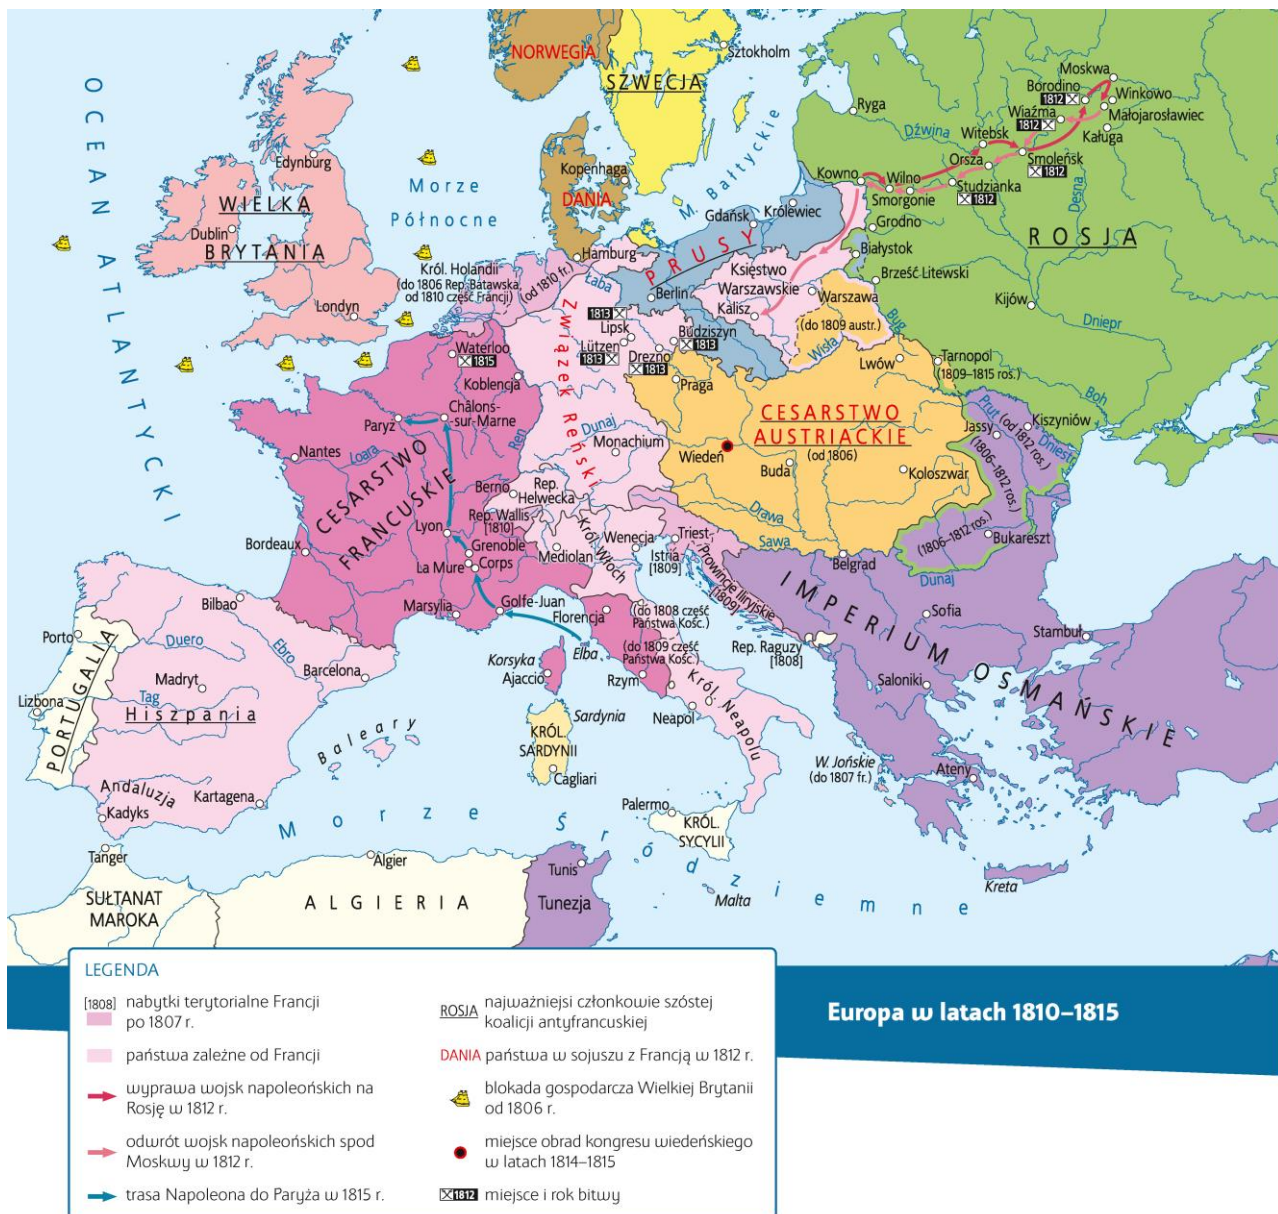 OCEAN ATLANTYCKI
NORWEGIA
SZWECJA
Sztokholm
Morze
Północne
M. Bałtyckie
Edynburg
WIELKA
BRYTANIA
Dublin
Londyn
Kopenhaga
DANIA
Hamburg
Król. Holandii
(do 1806 Rep. Batawska,
od 1810 część Francji)
(od 1810 fr.)
Łaba
PRUSY
Gdańsk
Królewiec
Berlin
Księstwo
Warszawskie
Kalisz
Warszawa
(do 1809 austr.)
Wisła
Bug
Ryga
Dźwina
Moskwa
Borodino
1812
Winkowo
Wiaźma
1812
Małojarosławiec
Kaługa
Witebsk
Orsza
Smoleńsk
1812
Kowno
Wilno
Smorgonie
Studzianka
1812
Desna
Grodno
Białystok
Brześć Litewski
ROSJA
Kijów
Dniepr
Boh
Związek Reński
1813
Lipsk
Lützen
1813
Drezno
1813
Budziszyn
1813
Waterloo
1815
Koblencja
Praga
Lwów
Tarnopol
(1809–1815 ros.)
Châlons-
-sur-Marne
Paryż
Ren
Dunaj
Monachium
CESARSTWO
AUSTRIACKIE
(od 1806)
Wiedeń
Buda
Koloszwar
Prut
(od 1812 ros.)
Kiszyniów
Jassy
Dniestr
(1806–1812 ros.)
(1806–1812 ros.)
Bukareszt
Dunaj
Nantes
Loara
CESARSTWO
FRANCUSKIE
Berno
Rep.
Helwecka
Rep. Wallis
[1810]
Lyon
Grenoble
Corps
La Mure
Bordeaux
Marsylia
Golfe-Juan
Mediolan
Król. Włoch
Wenecja
Triest
Istria
[1809]
Prowincje Iliryjskie
[1809]
Drawa
Sawa
Belgrad
Florencja
(do 1808 część
Państwa Kośc.)
(do 1809 część
Państwa Kośc.)
Elba
Korsyka
Ajaccio
Rzym
Rep. Raguzy
[1808]
IMPERIUM OSMAŃSKIE
Sofia
Stambuł
Saloniki
Bilbao
Porto
Duero
Ebro
Barcelona
Madryt
Lizbona
Tag
PORTUGALIA
Hiszpania
Baleary
Andaluzja
Kartagena
Kadyks
Sardynia
KRÓL.
SARDYNII
Cagliari
Neapol
Król. Neapolu
W. Jońskie
(do 1807 fr.)
Ateny
Palermo
KRÓL.
SYCYLII
Morze Śródziemne
Malta
Kreta
Tanger
SUŁTANAT
MAROKA
Algier
ALGIERIA
Tunis
Tunezja
LEGENDA
[1808] nabytki terytorialne Francji
po 1807 r.
państwa zależne od Francji
wyprawa wojsk napoleońskich na
Rosję w 1812 r.
odwrót wojsk napoleońskich spod
Moskwy w 1812 r.
trasa Napoleona do Paryża w 1815 r.
ROSJA najważniejsi członkowie szóstej
koalicji antyfrancuskiej
DANIA państwa w sojuszu z Francją w 1812 r.
blokada gospodarcza Wielkiej Brytanii
od 1806 r.
miejsce obrad kongresu wiedeńskiego
w latach 1814–1815
1812 miejsce i rok bitwy
Europa w latach 1810–1815